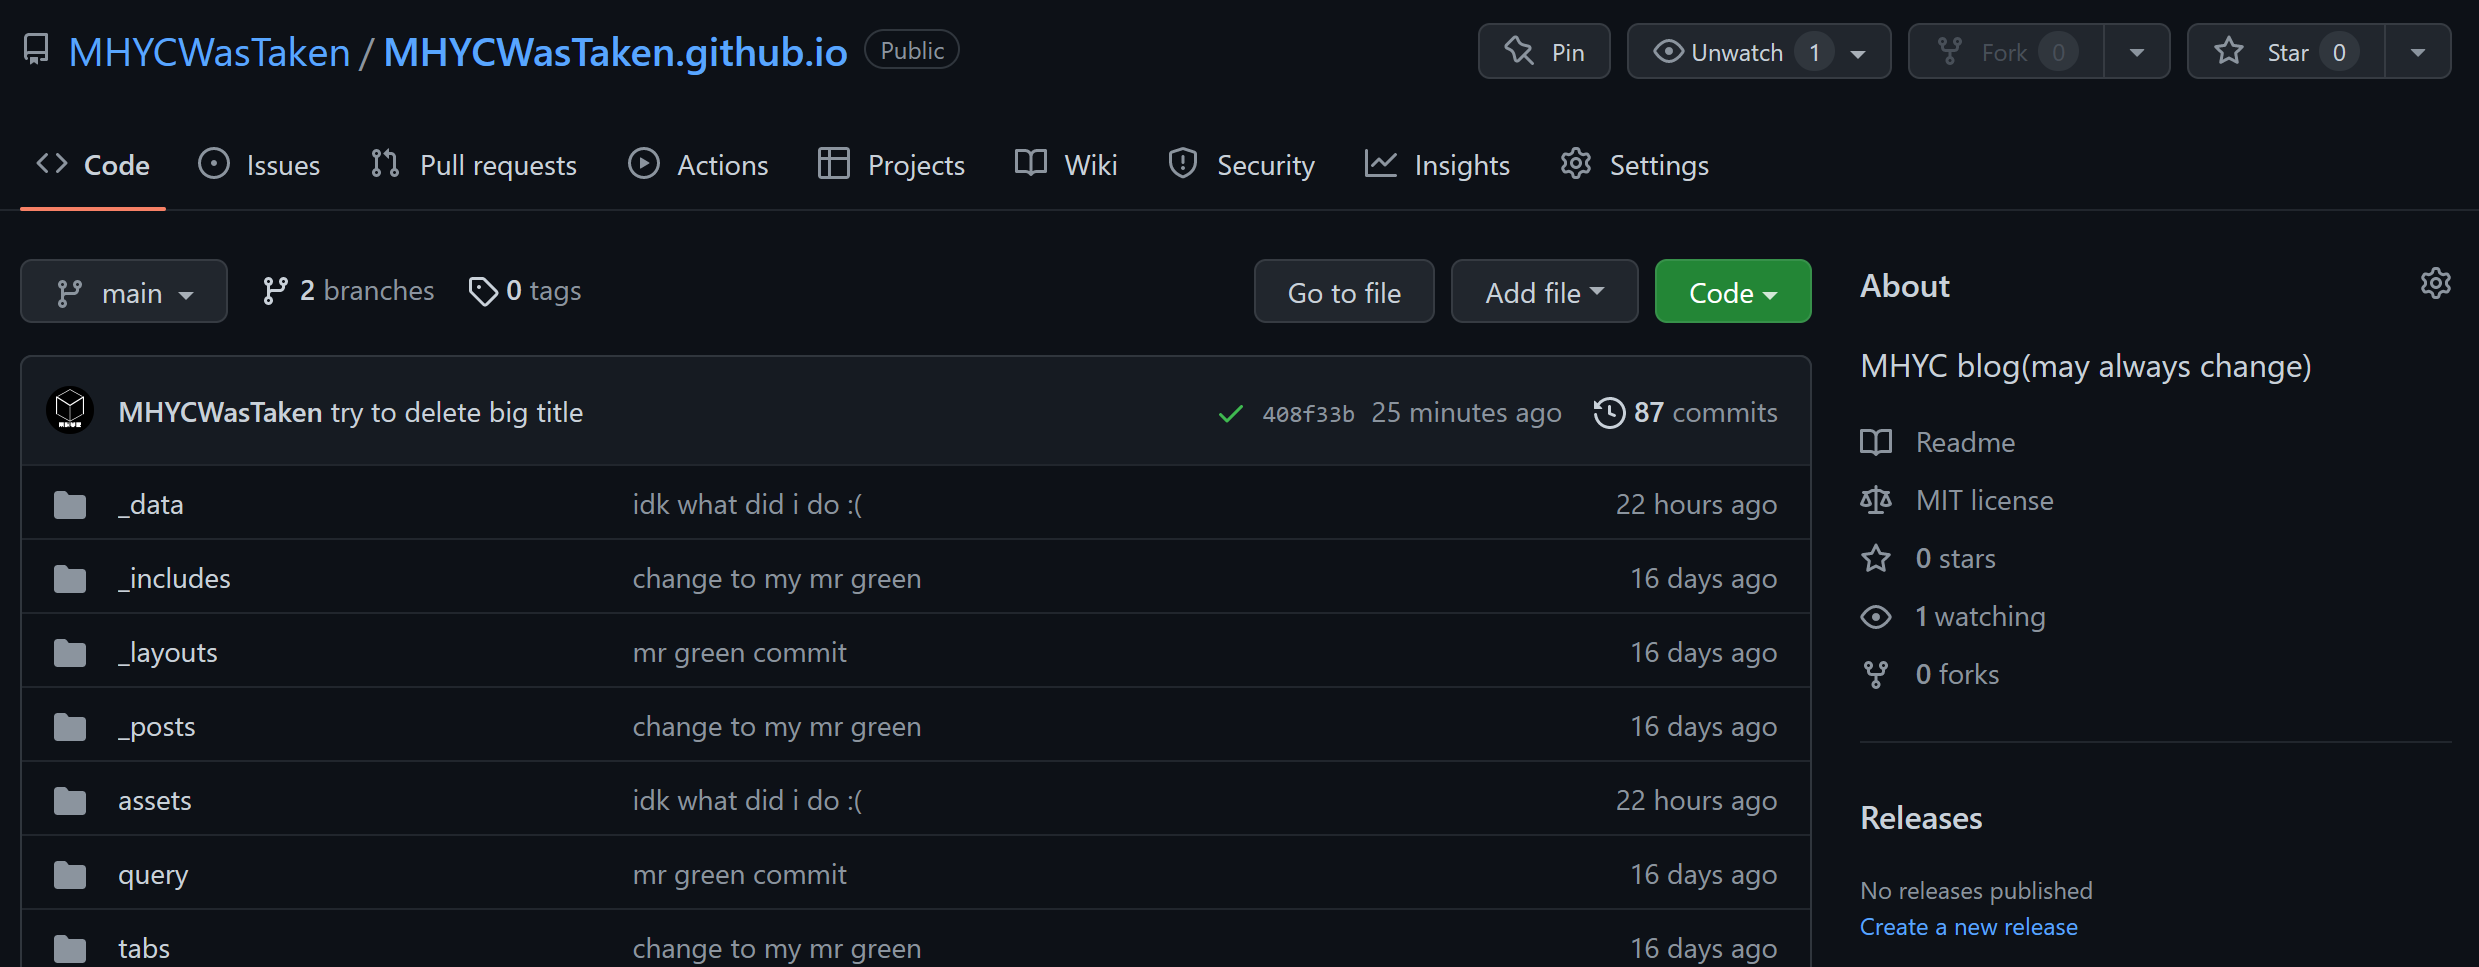 MHYCWasTaken / MHYCWasTaken.github.io Public Pin Unwatch 1 Fork 0 Star 0
Code Issues Pull requests Actions Projects Wiki Security Insights Settings
main 2 branches 0 tags Go to file Add file Code
MHYCWasTaken try to delete big title 408f33b 25 minutes ago 87 commits
_data idk what did i do :( 22 hours ago
_includes change to my mr green 16 days ago
_layouts mr green commit 16 days ago
_posts change to my mr green 16 days ago
assets idk what did i do :( 22 hours ago
query mr green commit 16 days ago
tabs change to my mr green 16 days ago
About
MHYC blog(may always change)
Readme
MIT license
0 stars
1 watching
0 forks
Releases
No releases published
Create a new release